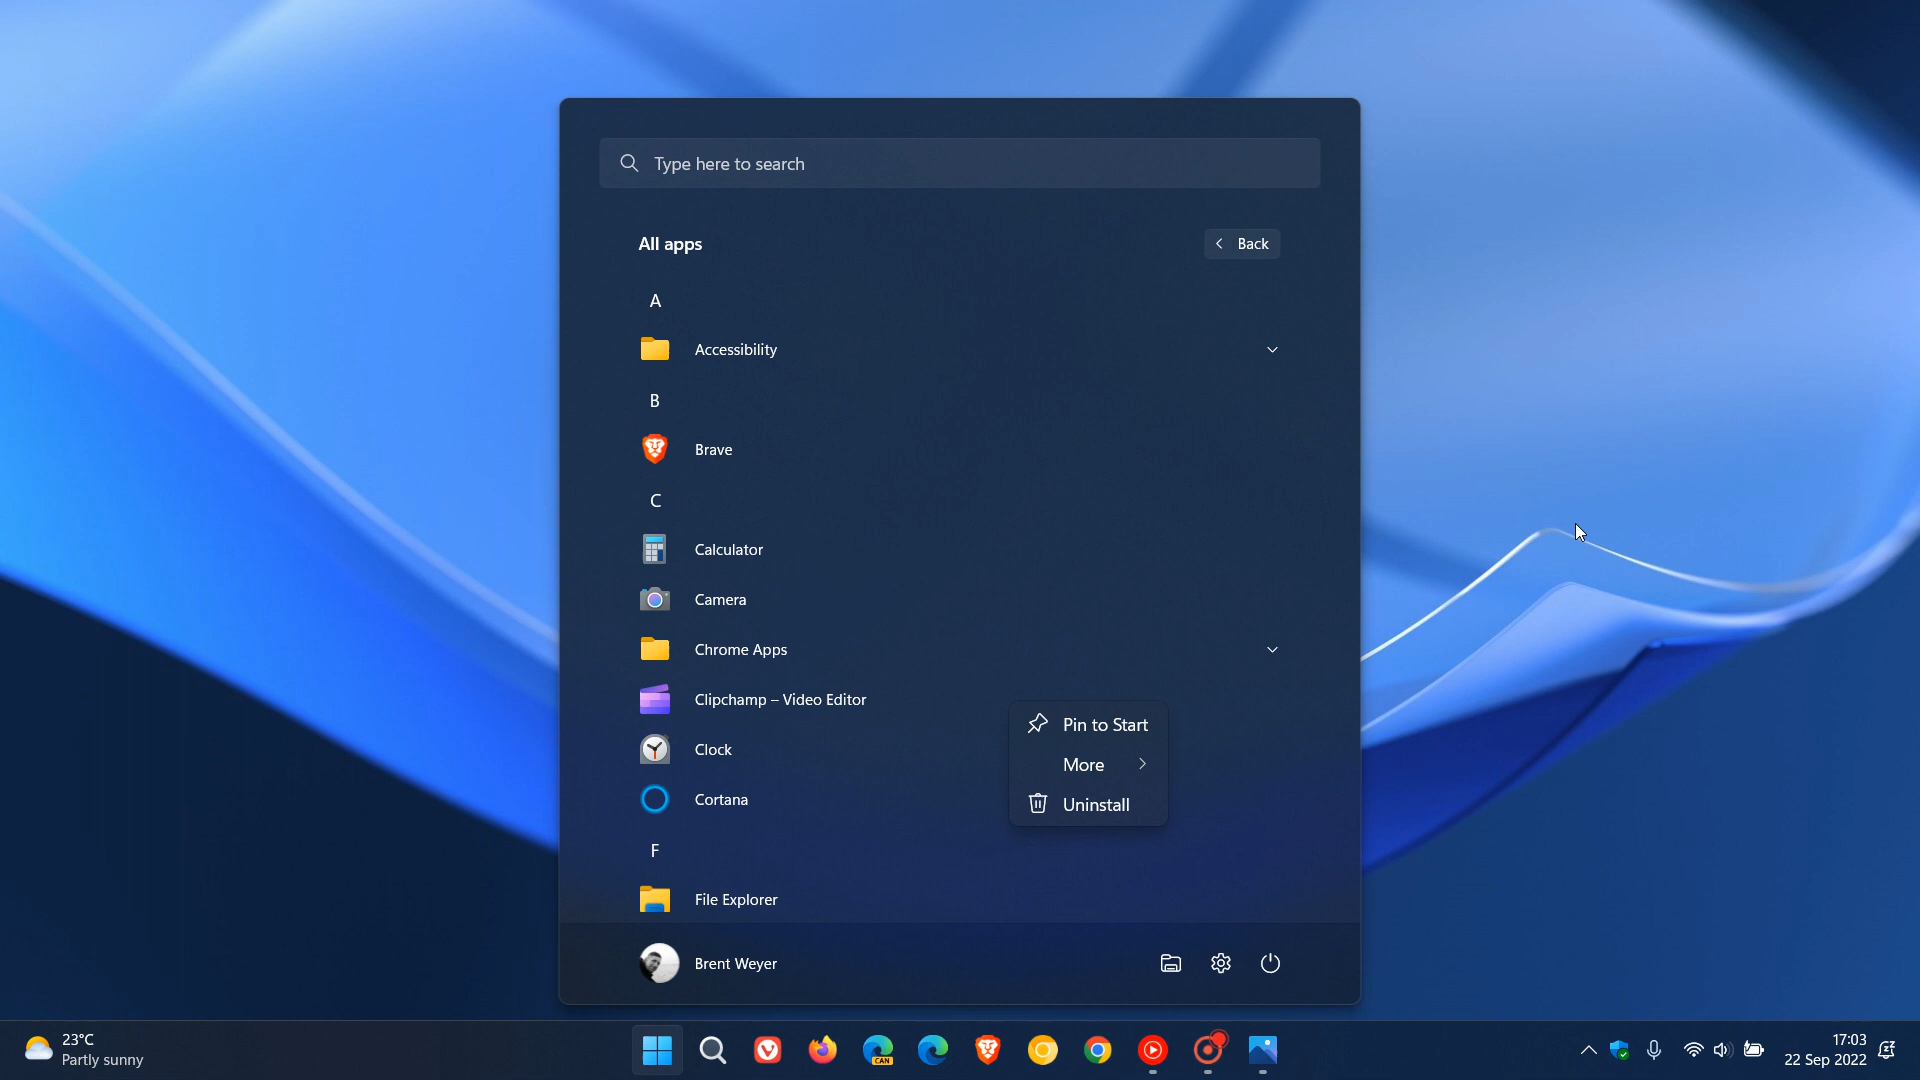 Type here to search
All apps
Back
A
Accessibility
B
Brave
C
Calculator
Camera
Chrome Apps
Clipchamp – Video Editor
Pin to Start
Clock
More
Cortana
Uninstall
F
File Explorer
Brent Weyer
23°C
Partly sunny
CAN
17:03
22 Sep 2022